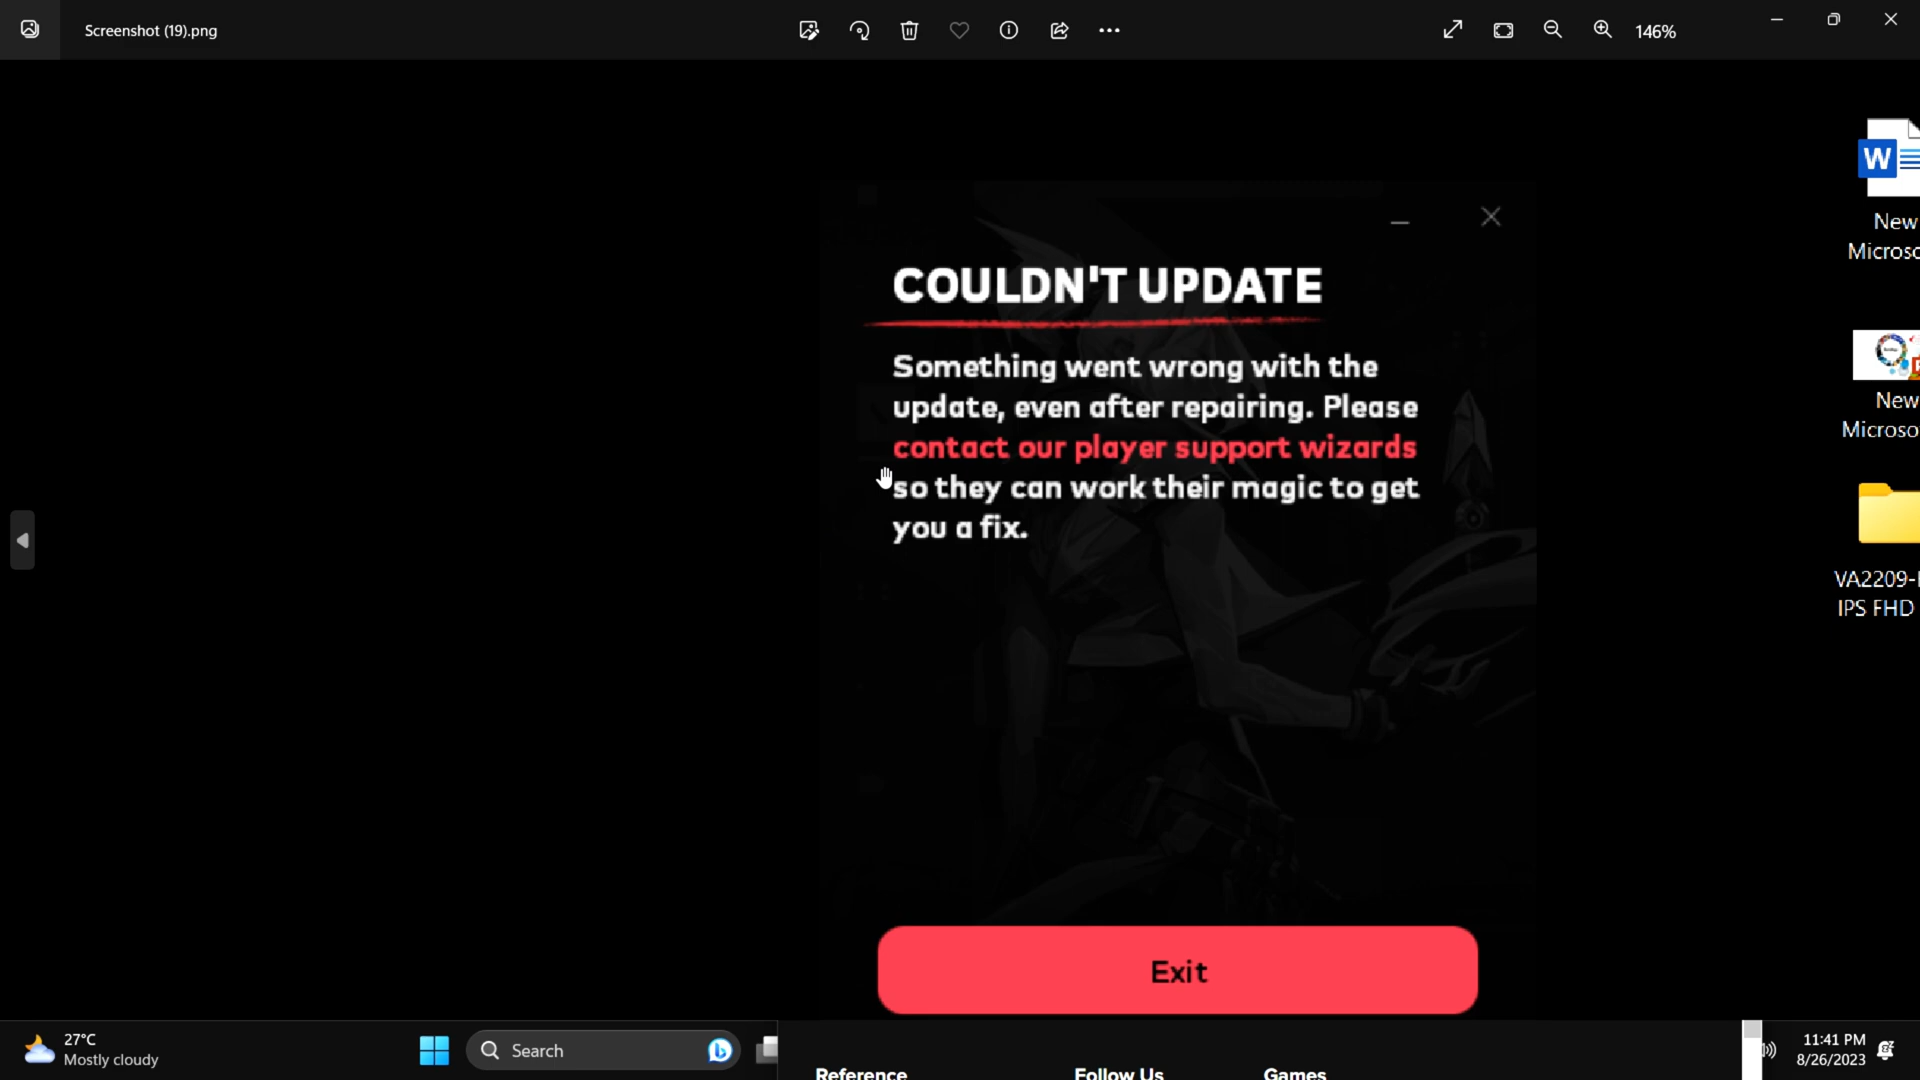 Screenshot (19).png
146%
W
New
Microsc
COULDN'T UPDATE
Something went wrong with the
update, even after repairing. Please
contact our player support wizards
so they can work their magic to get
you a fix.
New
Microso
VA2209-
IPS FHD
Exit
27°C
Mostly cloudy
Search
Reference
Follow Us
Games
11:41 PM
8/26/2023